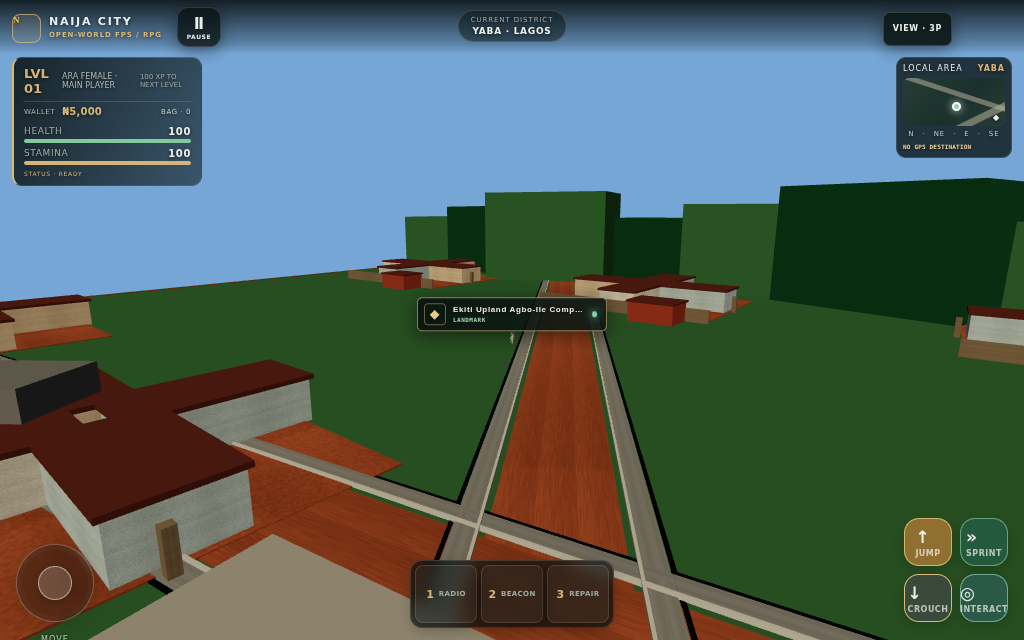 N
NAIJA CITY
OPEN-WORLD FPS / RPG
PAUSE
CURRENT DISTRICT
YABA · LAGOS
VIEW · 3P
LVL 01
ARA FEMALE · MAIN PLAYER
100 XP TO NEXT LEVEL
WALLET ₦5,000
BAG · 0
HEALTH 100
STAMINA 100
STATUS · READY
LOCAL AREA YABA
N · NE · E · SE
NO GPS DESTINATION
Ekiti Upland Agbo-Ile Comp...
LANDMARK
JUMP
SPRINT
CROUCH
INTERACT
MOVE
1 RADIO
2 BEACON
3 REPAIR